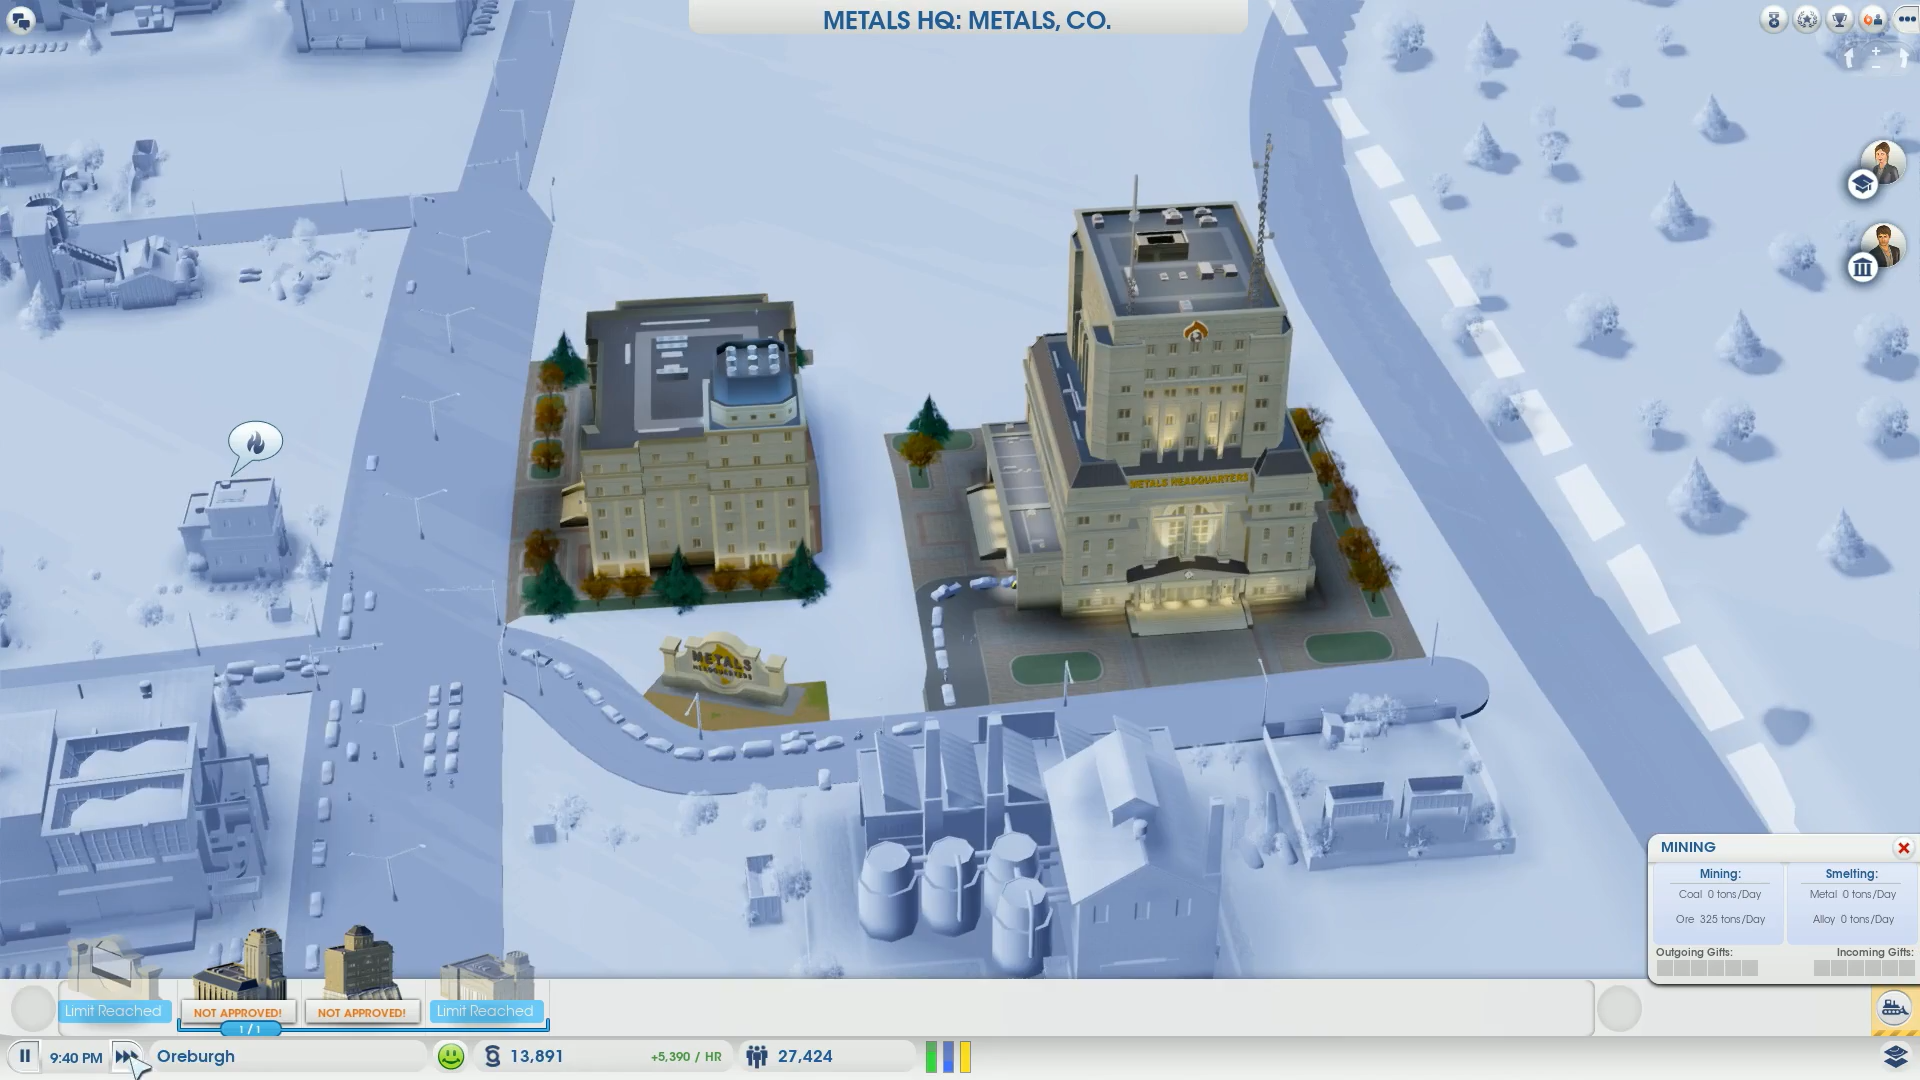 METALS HQ: METALS, CO.
METALS HEADQUARTERS
METALS
HEADQUARTERS
MINING
Mining:
Smelting:
Coal 0 tons/Day
Metal 0 tons/Day
Ore 325 tons/Day
Alloy 0 tons/Day
Outgoing Gifts:
Incoming Gifts:
Limit Reached
NOT APPROVED!
NOT APPROVED!
Limit Reached
1 / 1
9:40 PM
Oreburgh
13,891
+5,390 / HR
27,424